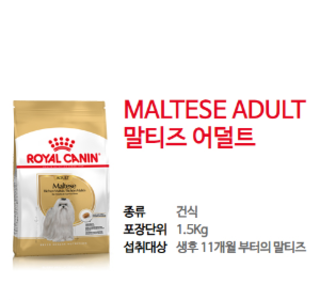 MALTESE ADULT
말티즈 어덜트
ROYAL CANIN
Maltese
종류 건식
포장단위 1.5Kg
섭취대상 생후 11개월 부터의 말티즈